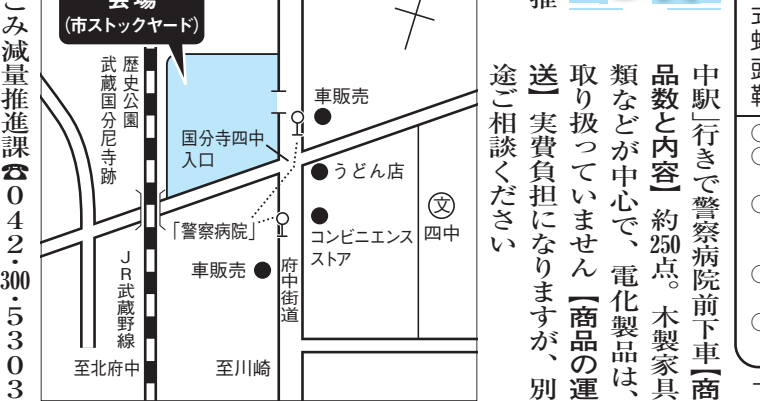 中駅」行きで警察病院前下車【商
品数と内容】約250点。木製家具
類などが中心で、電化製品は、
取り扱っていません【商品の運
送】実費負担になりますが、別
途ご相談ください
(市ストックヤード)
歴史公園
武蔵国分尼寺跡
国分寺四中
入口
車販売
うどん店
「警察病院」
コンビニエンス
ストア
文
四中
車販売
府中街道
JR武蔵野線
至北府中
至川崎
ごみ減量推進課☎042・300・5303